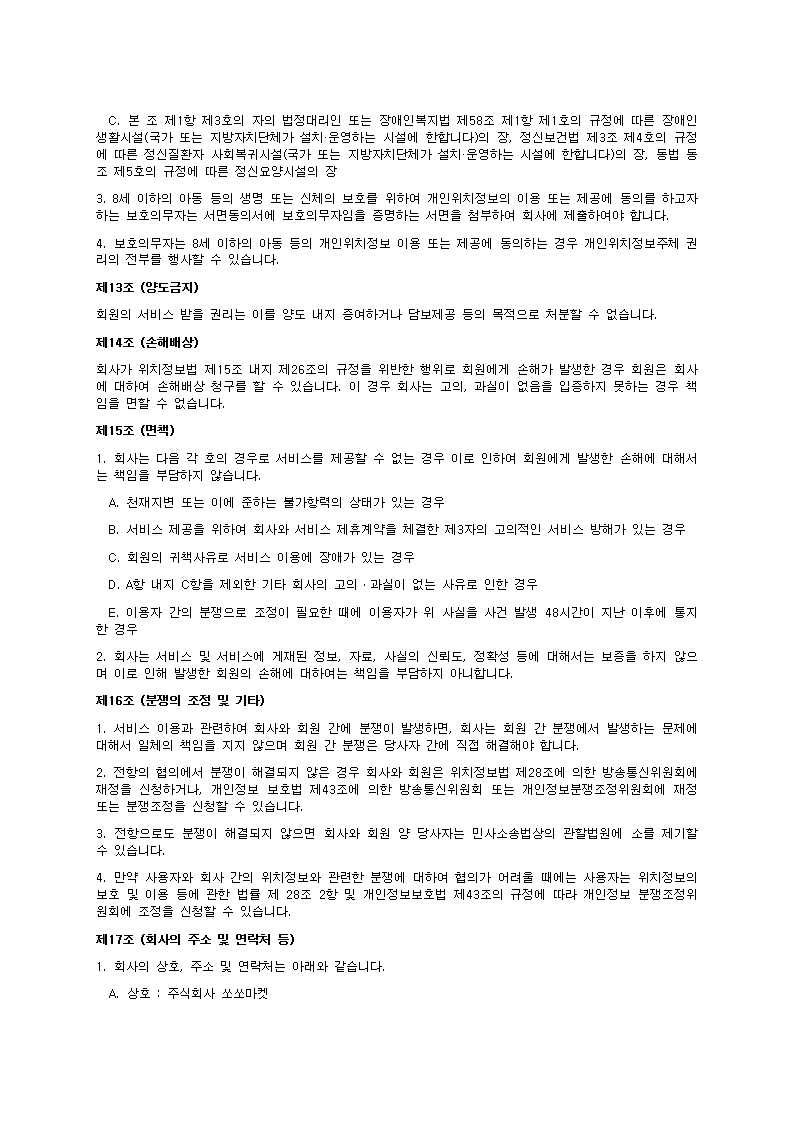 C. 본 조 제1항 제3호의 자의 법정대리인 또는 장애인복지법 제58조 제1항 제1호의 규정에 따른 장애인
생활시설(국가 또는 지방자치단체가 설치·운영하는 시설에 한합니다)의 장, 정신보건법 제3조 제4호의 규정
에 따른 정신질환자 사회복귀시설(국가 또는 지방자치단체가 설치·운영하는 시설에 한합니다)의 장, 동법 동
조 제5호의 규정에 따른 정신요양시설의 장
3. 8세 이하의 아동 등의 생명 또는 신체의 보호를 위하여 개인위치정보의 이용 또는 제공에 동의를 하고자
하는 보호의무자는 서면동의서에 보호의무자임을 증명하는 서면을 첨부하여 회사에 제출하여야 합니다.
4. 보호의무자는 8세 이하의 아동 등의 개인위치정보 이용 또는 제공에 동의하는 경우 개인위치정보주체 권
리의 전부를 행사할 수 있습니다.
제13조 (양도금지)
회원의 서비스 받을 권리는 이를 양도 내지 증여하거나 담보제공 등의 목적으로 처분할 수 없습니다.
제14조 (손해배상)
회사가 위치정보법 제15조 내지 제26조의 규정을 위반한 행위로 회원에게 손해가 발생한 경우 회원은 회사
에 대하여 손해배상 청구를 할 수 있습니다. 이 경우 회사는 고의, 과실이 없음을 입증하지 못하는 경우 책
임을 면할 수 없습니다.
제15조 (면책)
1. 회사는 다음 각 호의 경우로 서비스를 제공할 수 없는 경우 이로 인하여 회원에게 발생한 손해에 대해서
는 책임을 부담하지 않습니다.
A. 천재지변 또는 이에 준하는 불가항력의 상태가 있는 경우
B. 서비스 제공을 위하여 회사와 서비스 제휴계약을 체결한 제3자의 고의적인 서비스 방해가 있는 경우
C. 회원의 귀책사유로 서비스 이용에 장애가 있는 경우
D. A항 내지 C항을 제외한 기타 회사의 고의·과실이 없는 사유로 인한 경우
E. 이용자 간의 분쟁으로 조정이 필요한 때에 이용자가 위 사실을 사건 발생 48시간이 지난 이후에 통지
한 경우
2. 회사는 서비스 및 서비스에 게재된 정보, 자료, 사실의 신뢰도, 정확성 등에 대해서는 보증을 하지 않으
며 이로 인해 발생한 회원의 손해에 대하여는 책임을 부담하지 아니합니다.
제16조 (분쟁의 조정 및 기타)
1. 서비스 이용과 관련하여 회사와 회원 간에 분쟁이 발생하면, 회사는 회원 간 분쟁에서 발생하는 문제에
대해서 일체의 책임을 지지 않으며 회원 간 분쟁은 당사자 간에 직접 해결해야 합니다.
2. 전항의 협의에서 분쟁이 해결되지 않은 경우 회사와 회원은 위치정보법 제28조에 의한 방송통신위원회에
재정을 신청하거나, 개인정보 보호법 제43조에 의한 방송통신위원회 또는 개인정보분쟁조정위원회에 재정
또는 분쟁조정을 신청할 수 있습니다.
3. 전항으로도 분쟁이 해결되지 않으면 회사와 회원 양 당사자는 민사소송법상의 관할법원에 소를 제기할
수 있습니다.
4. 만약 사용자와 회사 간의 위치정보와 관련한 분쟁에 대하여 협의가 어려울 때에는 사용자는 위치정보의
보호 및 이용 등에 관한 법률 제 28조 2항 및 개인정보보호법 제43조의 규정에 따라 개인정보 분쟁조정위
원회에 조정을 신청할 수 있습니다.
제17조 (회사의 주소 및 연락처 등)
1. 회사의 상호, 주소 및 연락처는 아래와 같습니다.
A. 상호 : 주식회사 쏘쏘마켓